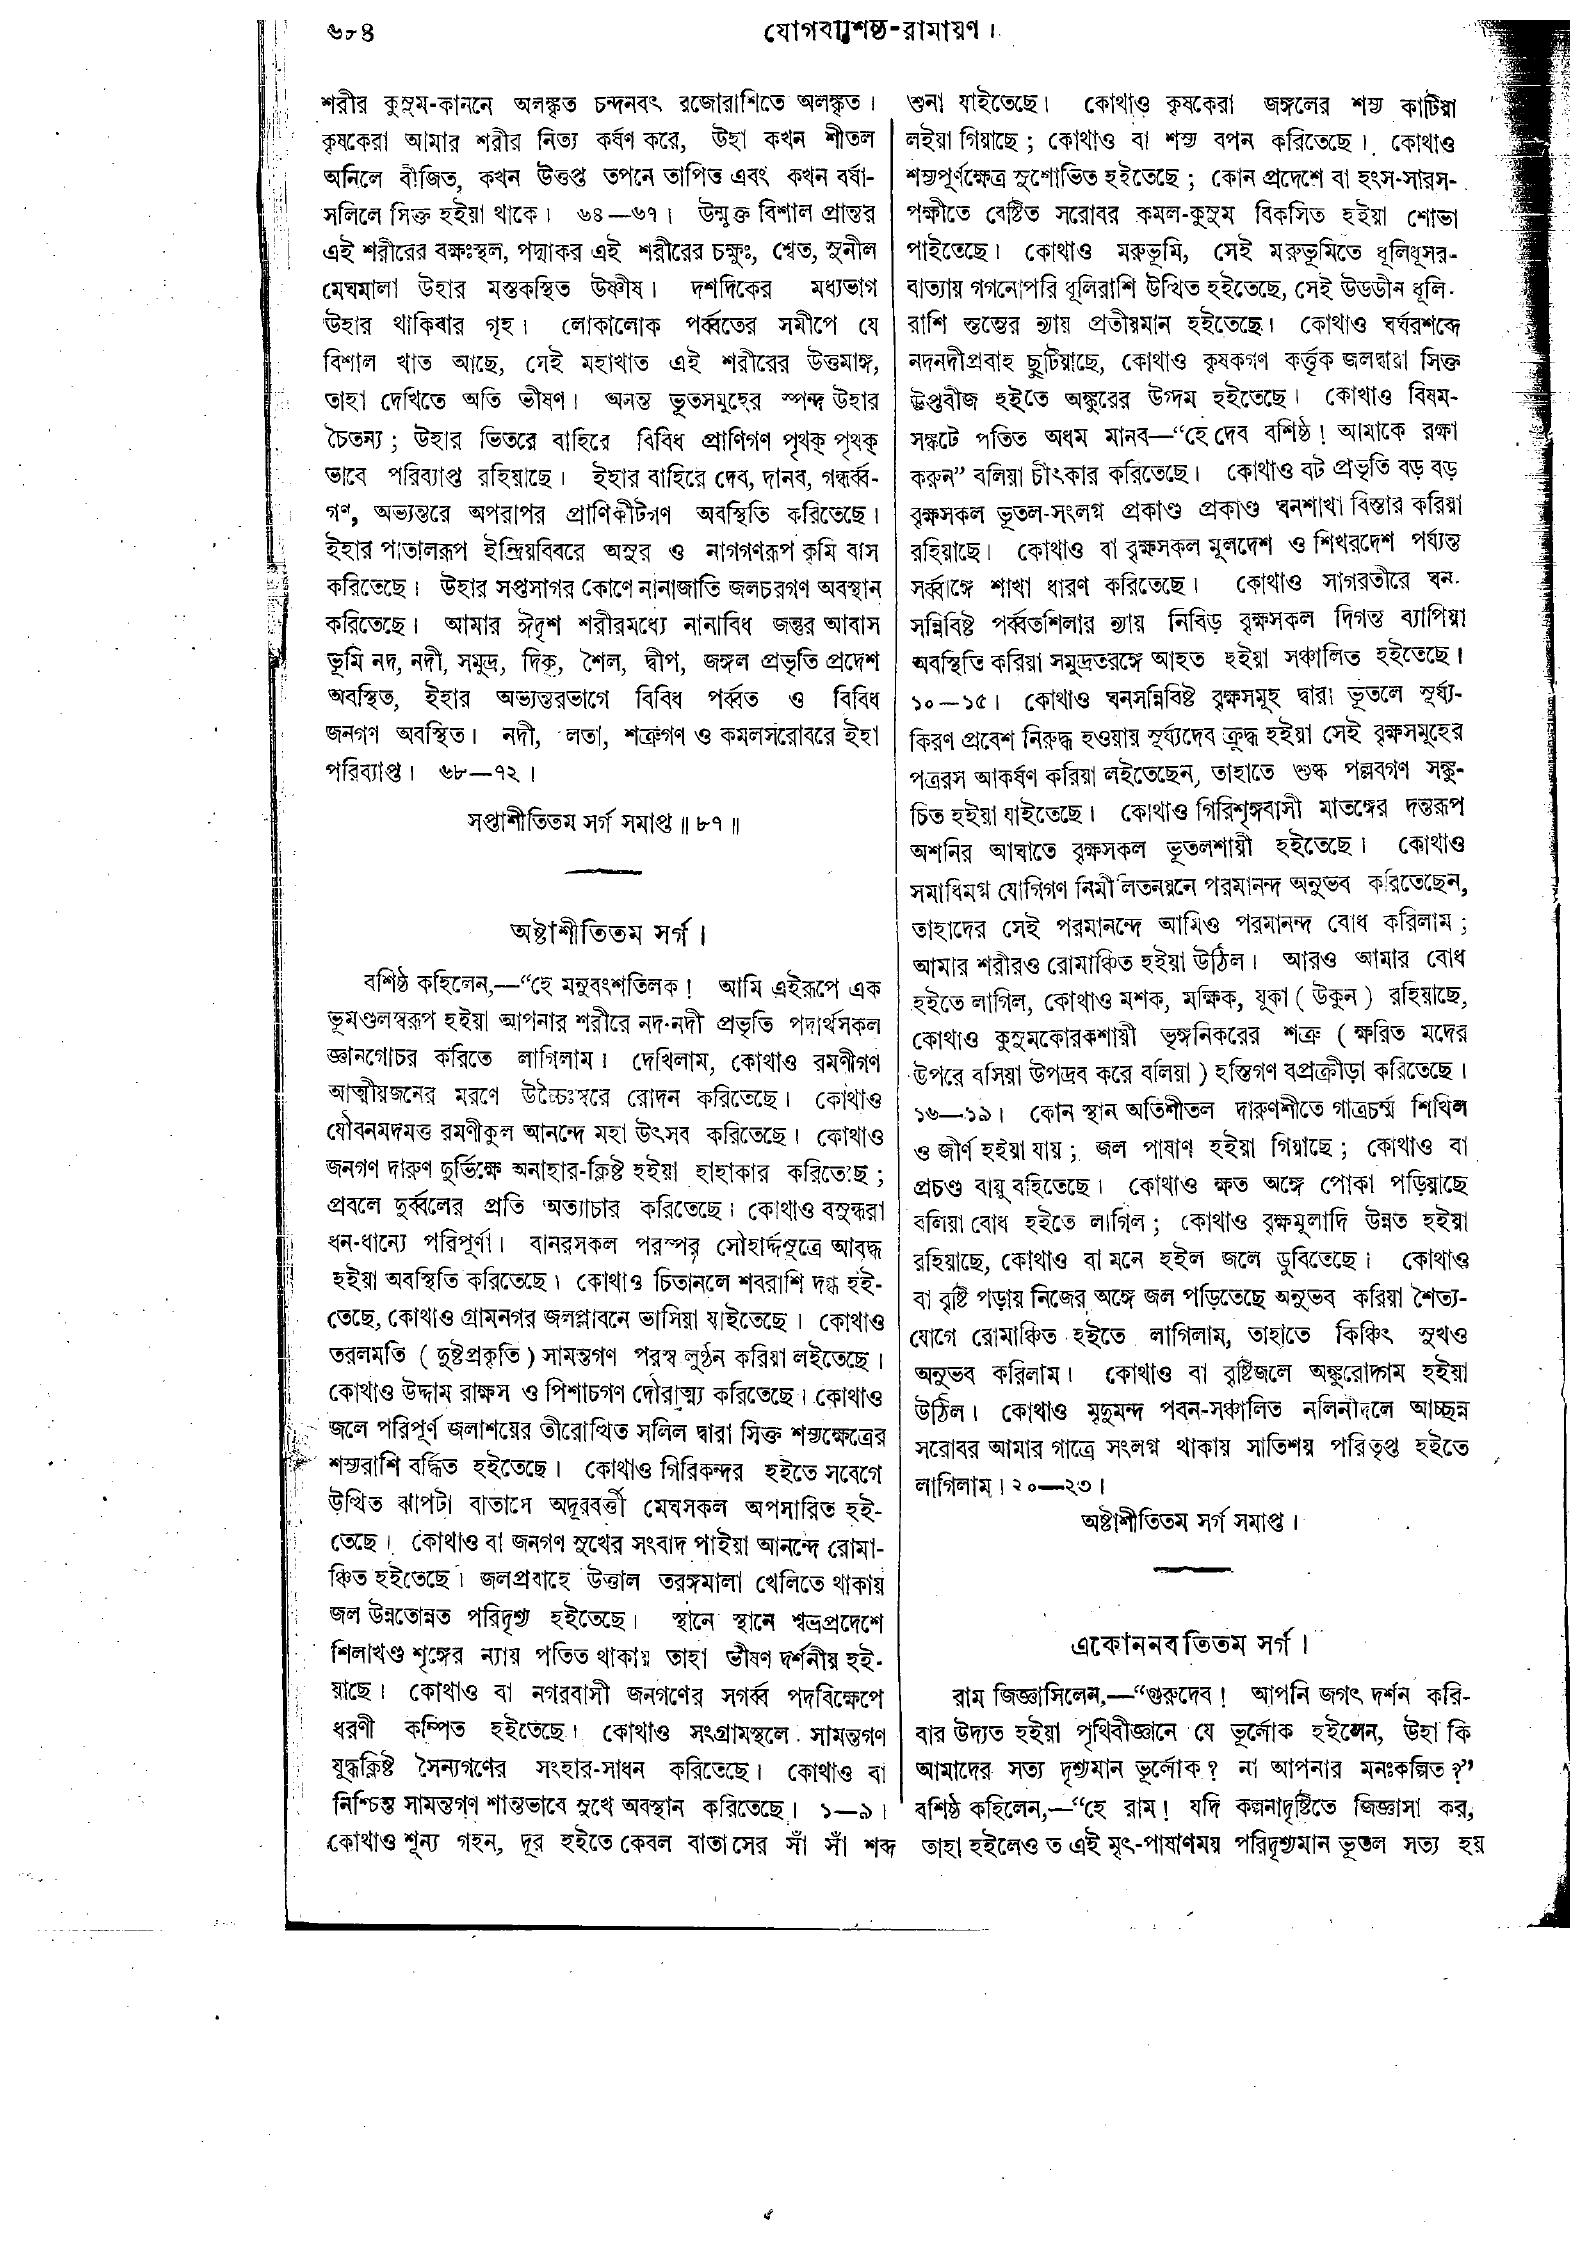 ৬৮৪
যোগবাশিষ্ঠ-রামায়ণ।
শরীর কুসুম-কাননে অলঙ্কৃত চন্দনবৎ রজোরাশিতে অলঙ্কৃত।
কৃষকেরা আমার শরীর নিত্য কর্ষণ করে, উহা কখন শীতল
অনিলে বীজিত, কখন উত্তপ্ত তপনে তাপিত এবং কখন বর্ষা-
সলিলে সিক্ত হইয়া থাকে। ৬৪—৬৭। উন্মুক্ত বিশাল প্রান্তর
এই শরীরের বক্ষঃস্থল, পদ্মাকর এই শরীরের চক্ষুঃ, শ্বেত, সুনীল
মেঘমালা উহার মস্তকস্থিত উষ্ণীষ। দশদিকের মধ্যভাগ
উহার থাকিবার গৃহ। লোকালোক পর্ব্বতের সমীপে যে
বিশাল খাত আছে, সেই মহাখাত এই শরীরের উত্তমাঙ্গ,
তাহা দেখিতে অতি ভীষণ। অনন্ত ভূতসমূহের স্পন্দ উহার
চৈতন্য; উহার ভিতরে বাহিরে বিবিধ প্রাণিগণ পৃথক্ পৃথক্
ভাবে পরিব্যাপ্ত রহিয়াছে। ইহার বাহিরে দেব, দানব, গন্ধর্ব্ব-
গণ, অভ্যন্তরে অপরাপর প্রাণিকীটগণ অবস্থিতি করিতেছে।
ইহার পাতালরূপ ইন্দ্রিয়বিবরে অসুর ও নাগগণরূপ কৃমি বাস
করিতেছে। উহার সপ্তসাগর কোণে নানাজাতি জলচরগণ অবস্থান
করিতেছে। আমার ঈদৃশ শরীরমধ্যে নানাবিধ জন্তুর আবাস
ভূমি নদ, নদী, সমুদ্র, দিক্, শৈল, দ্বীপ, জঙ্গল প্রভৃতি প্রদেশ
অবস্থিত, ইহার অভ্যন্তরভাগে বিবিধ পর্ব্বত ও বিবিধ
জনগণ অবস্থিত। নদী, লতা, শত্রুগণ ও কমলসরোবরে ইহা
পরিব্যাপ্ত। ৬৮—৭২।
সপ্তাশীতিতম সর্গ সমাপ্ত॥ ৮৭॥
অষ্টাশীতিতম সর্গ।
বশিষ্ঠ কহিলেন,—“হে মনুবংশতিলক! আমি এইরূপে এক
ভূমণ্ডলস্বরূপ হইয়া আপনার শরীরে নদ-নদী প্রভৃতি পদার্থসকল
জ্ঞানগোচর করিতে লাগিলাম। দেখিলাম, কোথাও রমণীগণ
আত্মীয়জনের মরণে উচ্চৈঃস্বরে রোদন করিতেছে। কোথাও
যৌবনমদমত্ত রমণীকুল আনন্দে মহা উৎসব করিতেছে। কোথাও
জনগণ দারুণ দুর্ভিক্ষে অনাহার-ক্লিষ্ট হইয়া হাহাকার করিতেছে;
প্রবলে দুর্ব্বলের প্রতি অত্যাচার করিতেছে। কোথাও বসুন্ধরা
ধন-ধান্যে পরিপূর্ণা। বানরসকল পরস্পর সৌহার্দ্দসূত্রে আবদ্ধ
হইয়া অবস্থিতি করিতেছে। কোথাও চিতানলে শবরাশি দগ্ধ হই-
তেছে, কোথাও গ্রামনগর জলপ্লাবনে ভাসিয়া যাইতেছে। কোথাও
তরলমতি ( দুষ্টপ্রকৃতি ) সামন্তগণ পরস্ব লুণ্ঠন করিয়া লইতেছে।
কোথাও উদ্দাম রাক্ষস ও পিশাচগণ দৌরাত্ম্য করিতেছে। কোথাও
জলে পরিপূর্ণ জলাশয়ের তীরোত্থিত সলিল দ্বারা সিক্ত শস্যক্ষেত্রের
শস্যরাশি বর্দ্ধিত হইতেছে। কোথাও গিরিকন্দর হইতে সবেগে
উত্থিত ঝাপটা বাতাসে অদূরবর্ত্তী মেঘসকল অপসারিত হই-
তেছে। কোথাও বা জনগণ সুখের সংবাদ পাইয়া আনন্দে রোমা-
ঞ্চিত হইতেছে। জলপ্রবাহে উত্তাল তরঙ্গমালা খেলিতে থাকায়
জল উন্নতোন্নত পরিদৃশ্য হইতেছে। স্থানে স্থানে শ্বভ্রপ্রদেশে
শিলাখণ্ড শৃঙ্গের ন্যায় পতিত থাকায় তাহা ভীষণ দর্শনীয় হই-
য়াছে। কোথাও বা নগরবাসী জনগণের সগর্ব্ব পদবিক্ষেপে
ধরণী কম্পিত হইতেছে। কোথাও সংগ্রামস্থলে সামন্তগণ
যুদ্ধক্লিষ্ট সৈন্যগণের সংহার-সাধন করিতেছে। কোথাও বা
নিশ্চিন্ত সামন্তগণ শান্তভাবে সুখে অবস্থান করিতেছে। ১—৯।
কোথাও শূন্য গহন, দূর হইতে কেবল বাতাসের সাঁ সাঁ শব্দ
শুনা যাইতেছে। কোথাও কৃষকেরা জঙ্গলের শস্য কাটিয়া
লইয়া গিয়াছে; কোথাও বা শস্য বপন করিতেছে। কোথাও
শস্যপূর্ণক্ষেত্র সুশোভিত হইতেছে; কোন প্রদেশে বা হংস-সারস-
পক্ষীতে বেষ্টিত সরোবর কমল-কুসুম বিকসিত হইয়া শোভা
পাইতেছে। কোথাও মরুভূমি, সেই মরুভূমিতে ধূলিধূসর-
বাত্যায় গগনোপরি ধূলিরাশি উত্থিত হইতেছে, সেই উড্ডীন ধূলি-
রাশি স্তম্ভের ন্যায় প্রতীয়মান হইতেছে। কোথাও ঘর্ঘরশব্দে
নদনদীপ্রবাহ ছুটিয়াছে, কোথাও কৃষকগণ কর্ত্তৃক জলদ্বারা সিক্ত
উপ্তবীজ হইতে অঙ্কুরের উগ্দম হইতেছে। কোথাও বিষম-
সঙ্কটে পতিত অধম মানব—“হে দেব বশিষ্ঠ! আমাকে রক্ষা
করুন” বলিয়া চীৎকার করিতেছে। কোথাও বট প্রভৃতি বড় বড়
বৃক্ষসকল ভূতল-সংলগ্ন প্রকাণ্ড প্রকাণ্ড ঘনশাখা বিস্তার করিয়া
রহিয়াছে। কোথাও বা বৃক্ষসকল মূলদেশ ও শিখরদেশ পর্য্যন্ত
সর্ব্বাঙ্গে শাখা ধারণ করিতেছে। কোথাও সাগরতীরে ঘন-
সন্নিবিষ্ট পর্ব্বতশিলার ন্যায় নিবিড় বৃক্ষসকল দিগন্ত ব্যাপিয়া
অবস্থিতি করিয়া সমুদ্রতরঙ্গে আহত হইয়া সঞ্চালিত হইতেছে।
১০—১৫। কোথাও ঘনসন্নিবিষ্ট বৃক্ষসমূহ দ্বারা ভূতলে সূর্য্য-
কিরণ প্রবেশ নিরুদ্ধ হওয়ায় সূর্য্যদেব ক্রুদ্ধ হইয়া সেই বৃক্ষসমূহের
পত্ররস আকর্ষণ করিয়া লইতেছেন, তাহাতে শুষ্ক পল্লবগণ সঙ্কু-
চিত হইয়া যাইতেছে। কোথাও গিরিশৃঙ্গবাসী মাতঙ্গের দন্তরূপ
অশনির আঘাতে বৃক্ষসকল ভূতলশায়ী হইতেছে। কোথাও
সমাধিমগ্ন যোগিগণ নিমীলতনয়নে পরমানন্দ অনুভব করিতেছেন,
তাহাদের সেই পরমানন্দে আমিও পরমানন্দ বোধ করিলাম;
আমার শরীরও রোমাঞ্চিত হইয়া উঠিল। আরও আমার বোধ
হইতে লাগিল, কোথাও মশক, মক্ষিক, যূকা ( উকুন ) রহিয়াছে,
কোথাও কুসুমকোরকশায়ী ভৃঙ্গনিকরের শত্রু ( ক্ষরিত মদের
উপরে বসিয়া উপদ্রব করে বলিয়া ) হস্তিগণ বপ্রক্রীড়া করিতেছে।
১৬—১৯। কোন স্থান অতিশীতল দারুণশীতে গাত্রচর্ম্ম শিথিল
ও জীর্ণ হইয়া যায়; জল পাষাণ হইয়া গিয়াছে; কোথাও বা
প্রচণ্ড বায়ু বহিতেছে। কোথাও ক্ষত অঙ্গে পোকা পড়িয়াছে
বলিয়া বোধ হইতে লাগিল; কোথাও বৃক্ষমূলাদি উন্নত হইয়া
রহিয়াছে, কোথাও বা মনে হইল জলে ডুবিতেছে। কোথাও
বা বৃষ্টি পড়ায় নিজের অঙ্গে জল পড়িতেছে অনুভব করিয়া শৈত্য-
যোগে রোমাঞ্চিত হইতে লাগিলাম, তাহাতে কিঞ্চিৎ সুখও
অনুভব করিলাম। কোথাও বা বৃষ্টিজলে অঙ্কুরোদ্গম হইয়া
উঠিল। কোথাও মৃদুমন্দ পবন-সঞ্চালিত নলিনীদলে আচ্ছন্ন
সরোবর আমার গাত্রে সংলগ্ন থাকায় সাতিশয় পরিতৃপ্ত হইতে
লাগিলাম। ২০—২৩।
অষ্টাশীতিতম সর্গ সমাপ্ত।
একোননবতিতম সর্গ।
রাম জিজ্ঞাসিলেন,—“গুরুদেব! আপনি জগৎ দর্শন করি-
বার উদ্যত হইয়া পৃথিবীজ্ঞানে যে ভূর্লোক হইলেন, উহা কি
আমাদের সত্য দৃশ্যমান ভূর্লোক? না আপনার মনঃকল্পিত?”
বশিষ্ঠ কহিলেন,—“হে রাম! যদি কল্পনাদৃষ্টিতে জিজ্ঞাসা কর,
তাহা হইলেও ত এই মৃৎ-পাষাণময় পরিদৃশ্যমান ভূতল সত্য হয়